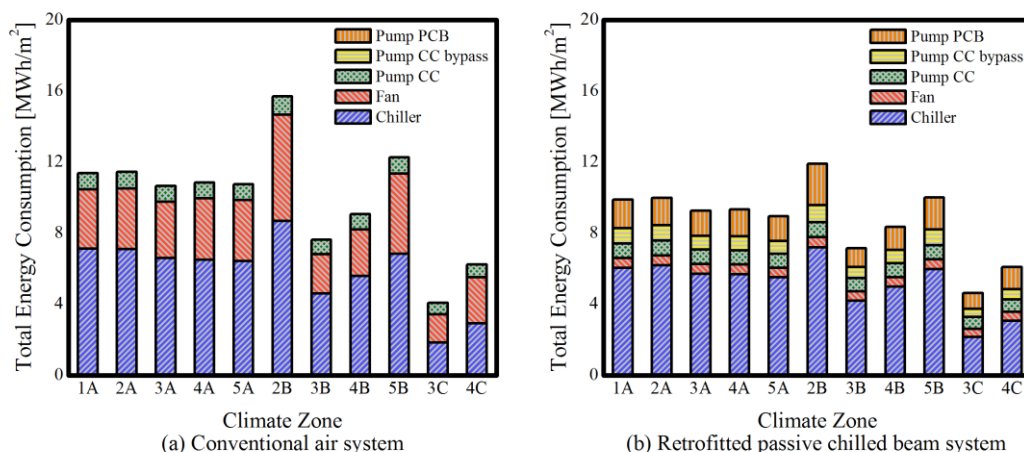 Total Energy Consumption [MWh/m²]
20
16
12
8
4
0
Pump PCB
Pump CC bypass
Pump CC
Fan
Chiller
1A 2A 3A 4A 5A 2B 3B 4B 5B 3C 4C
Climate Zone
(a) Conventional air system
Total Energy Consumption [MWh/m²]
20
16
12
8
4
0
Pump PCB
Pump CC bypass
Pump CC
Fan
Chiller
1A 2A 3A 4A 5A 2B 3B 4B 5B 3C 4C
Climate Zone
(b) Retrofitted passive chilled beam system